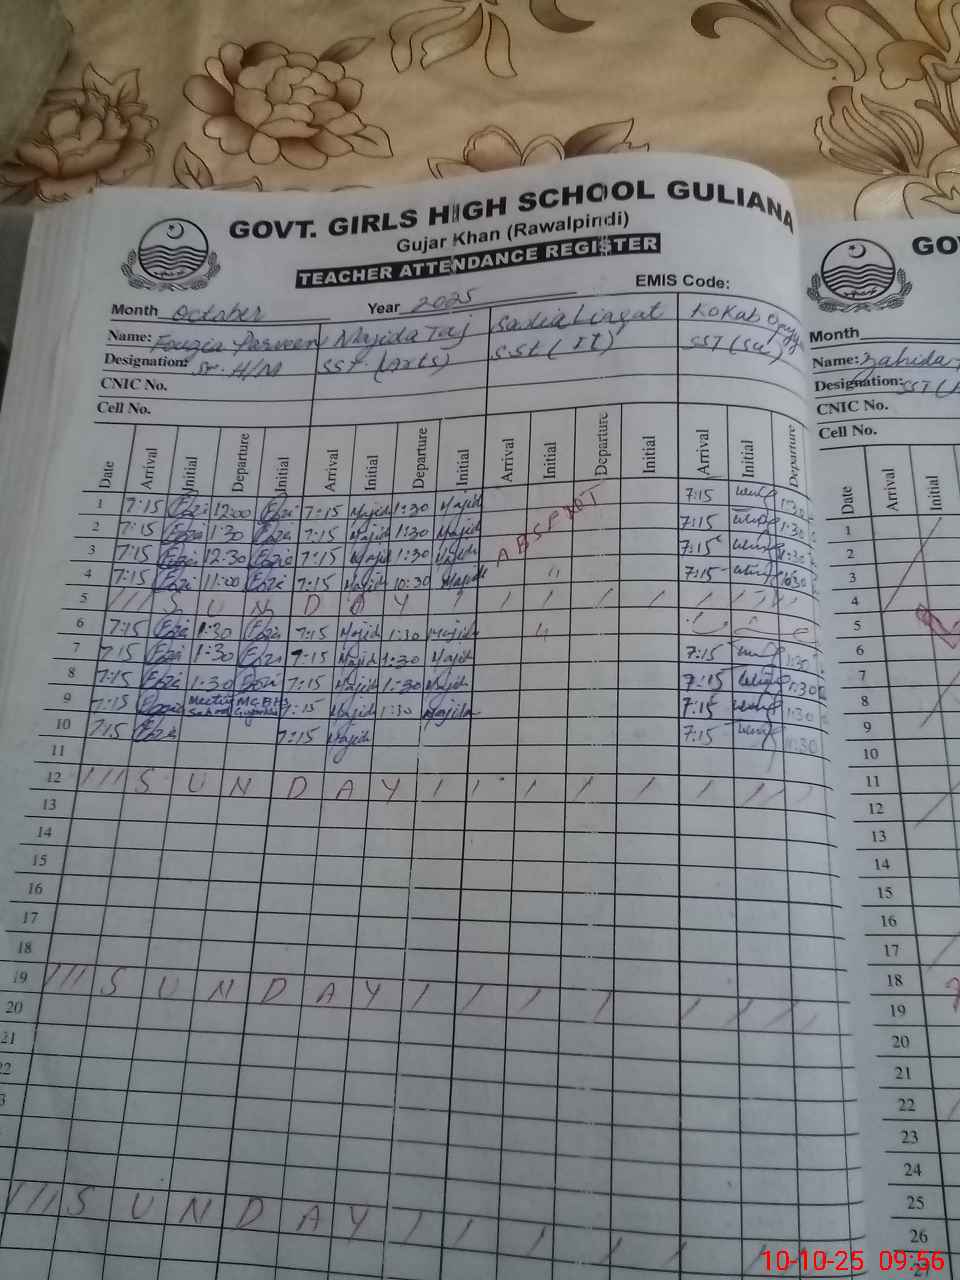 GOVT. GIRLS HIGH SCHOOL GULIANA
Gujar Khan (Rawalpindi)
TEACHER ATTENDANCE REGISTER
EMIS Code:
Month October Year 2025
Name: Fouzia Parveen Majida Taj Sadia Liaqat Kokab
Designation: Sr. H/M SST. (Arts) SST (IT) SST (Sci)
CNIC No.
Cell No.
Date Arrival Initial Departure Initial Arrival Initial Departure Initial Arrival Initial Departure Initial Arrival Initial Departure
1 7:15 12:00 7:15 Majida 1:30 Majida ABSENT 7:15 1:30
2 7:15 1:30 7:15 Majida 1:30 Majida 7:15 1:30
3 7:15 12:30 7:15 Majida 1:30 Majida 7:15
4 7:15 11:00 7:15 Majida 10:30 Majida " 7:15 10:30
5 S U N D A Y
6 7:15 1:30 7:15 Majida 1:30 Majida "
7 7:15 1:30 7:15 Majida 1:30 Majida 7:15 1:30
8 7:15 1:30 7:15 Majida 1:30 Majida 7:15 1:30
9 7:15 Meeting 7:15 Majida 1:30 Majida 7:15 1:30
10 7:15 7:15 Majida 7:15 1:30
11
12 S U N D A Y
13
14
15
16
17
18
19 S U N D A Y
20
21
22
S U N D A Y
GO
Month
Name: Zahida
Designation: SST
CNIC No.
Cell No.
Date Arrival Initial
1
2
3
4
5
6
7
8
9
10
11
12
13
14
15
16
17
18
19
20
21
22
23
24
25
26
27
10-10-25 09:56